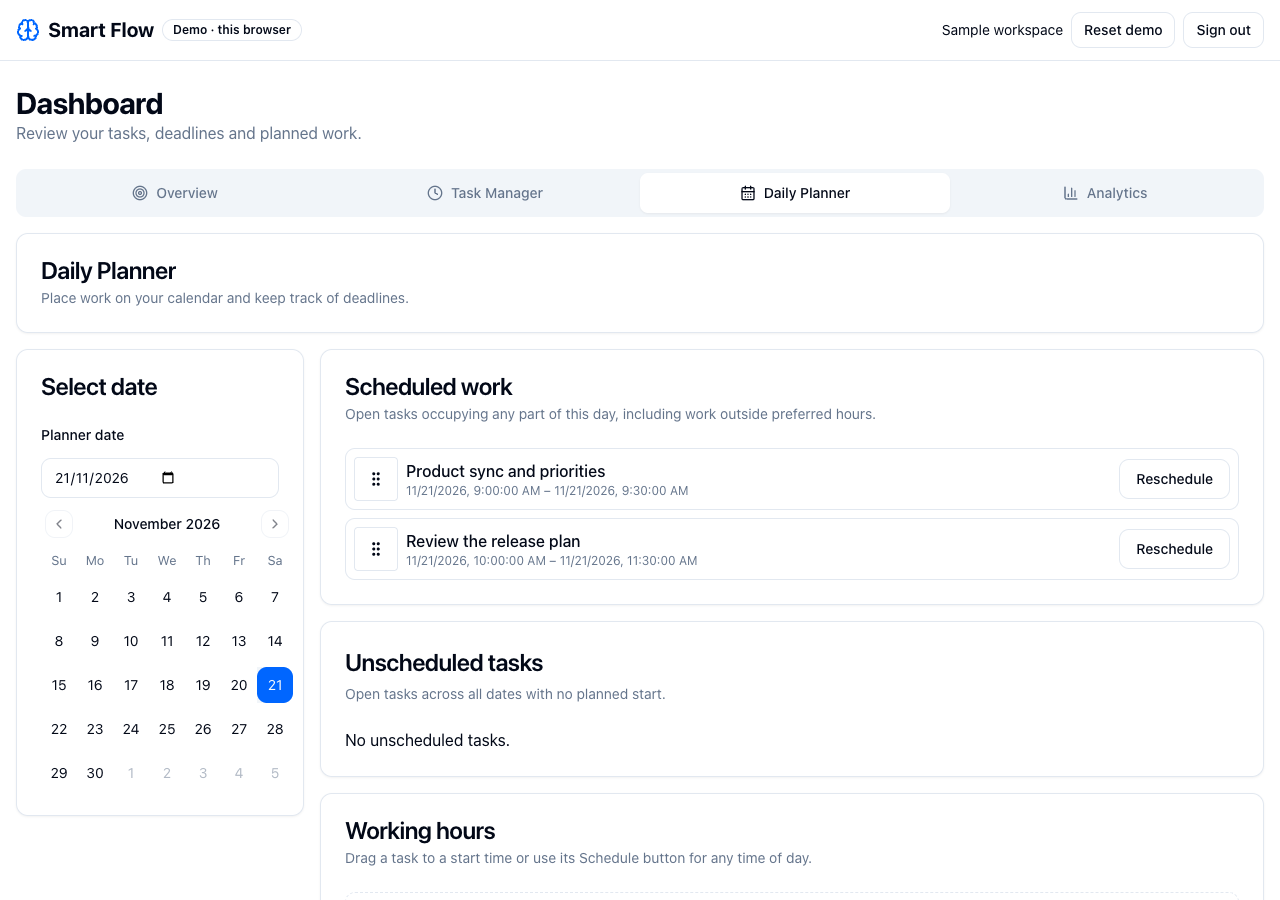 Smart Flow
Demo · this browser
Sample workspace
Reset demo
Sign out
Dashboard
Review your tasks, deadlines and planned work.
Overview
Task Manager
Daily Planner
Analytics
Daily Planner
Place work on your calendar and keep track of deadlines.
Select date
Planner date
21/11/2026
November 2026
Su Mo Tu We Th Fr Sa
1 2 3 4 5 6 7
8 9 10 11 12 13 14
15 16 17 18 19 20 21
22 23 24 25 26 27 28
29 30 1 2 3 4 5
Scheduled work
Open tasks occupying any part of this day, including work outside preferred hours.
Product sync and priorities
11/21/2026, 9:00:00 AM – 11/21/2026, 9:30:00 AM
Reschedule
Review the release plan
11/21/2026, 10:00:00 AM – 11/21/2026, 11:30:00 AM
Reschedule
Unscheduled tasks
Open tasks across all dates with no planned start.
No unscheduled tasks.
Working hours
Drag a task to a start time or use its Schedule button for any time of day.